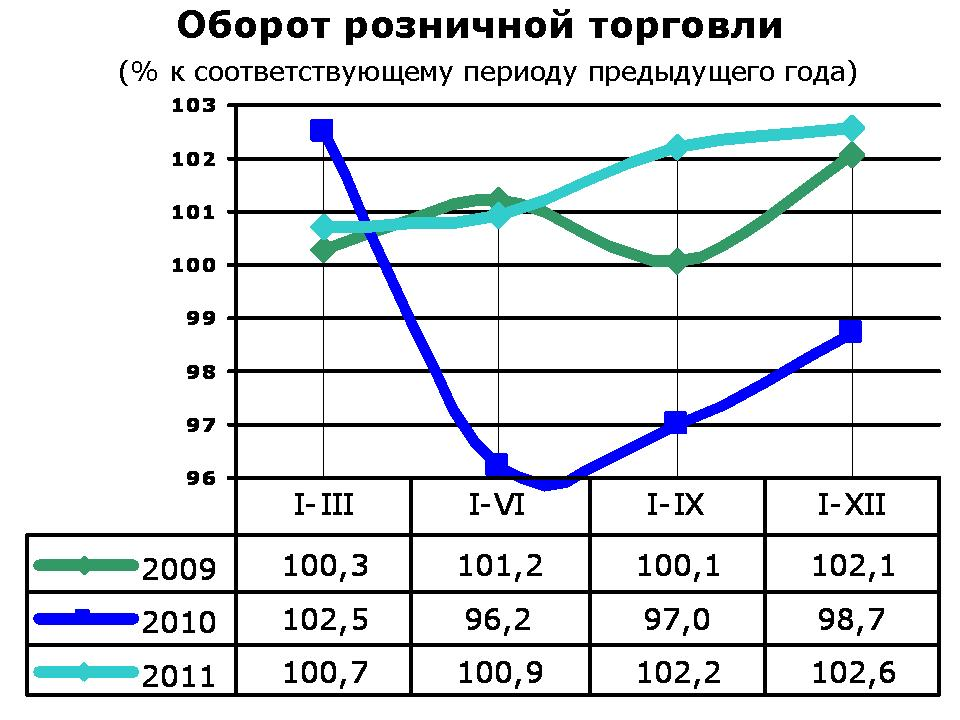 Оборот розничной торговли
(% к соответствующему периоду предыдущего года)
103
102
101
100
99
98
97
96
I-III I-VI I-IX I-XII
2009 100,3 101,2 100,1 102,1
2010 102,5 96,2 97,0 98,7
2011 100,7 100,9 102,2 102,6